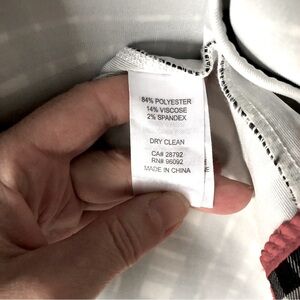 84% POLYESTER
14% VISCOSE
2% SPANDEX
DRY CLEAN
CA# 28792
RN# 96092
MADE IN CHINA